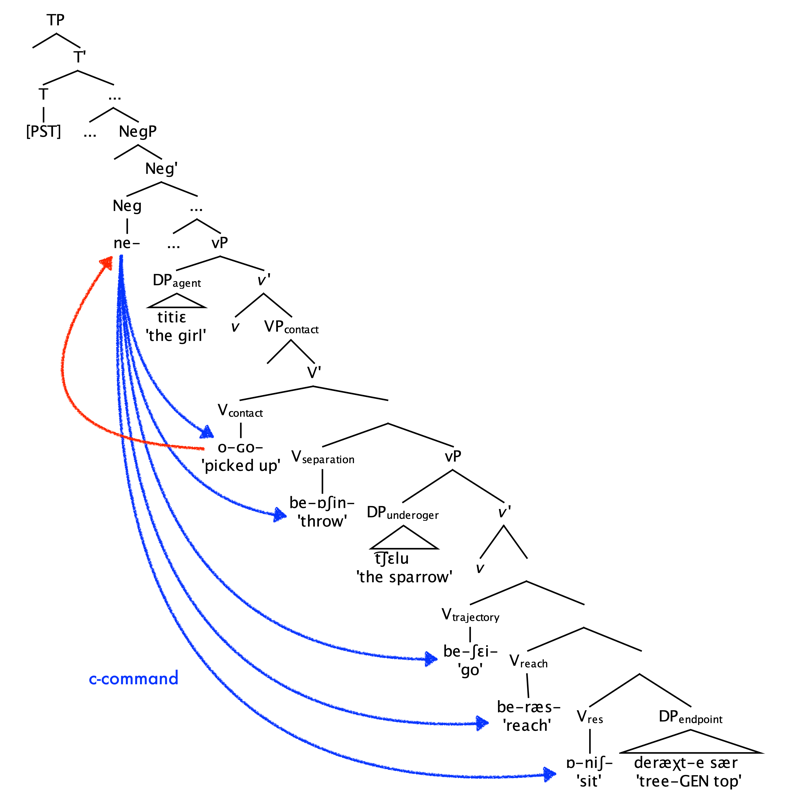 TP
T'
T
...
[PST]
...
NegP
Neg'
Neg
...
ne-
...
vP
DPagent
v'
titiɛ
'the girl'
v
VPcontact
V'
Vcontact
o-ɢo-
'picked up'
Vseparation
vP
be-ɒʃin-
'throw'
DPunderoger
v'
t͡ʃɛlu
'the sparrow'
v
Vtrajectory
be-ʃɛi-
'go'
Vreach
c-command
be-ræs-
'reach'
Vres
DPendpoint
ɒ-niʃ-
'sit'
deræχt-e sær
'tree-GEN top'